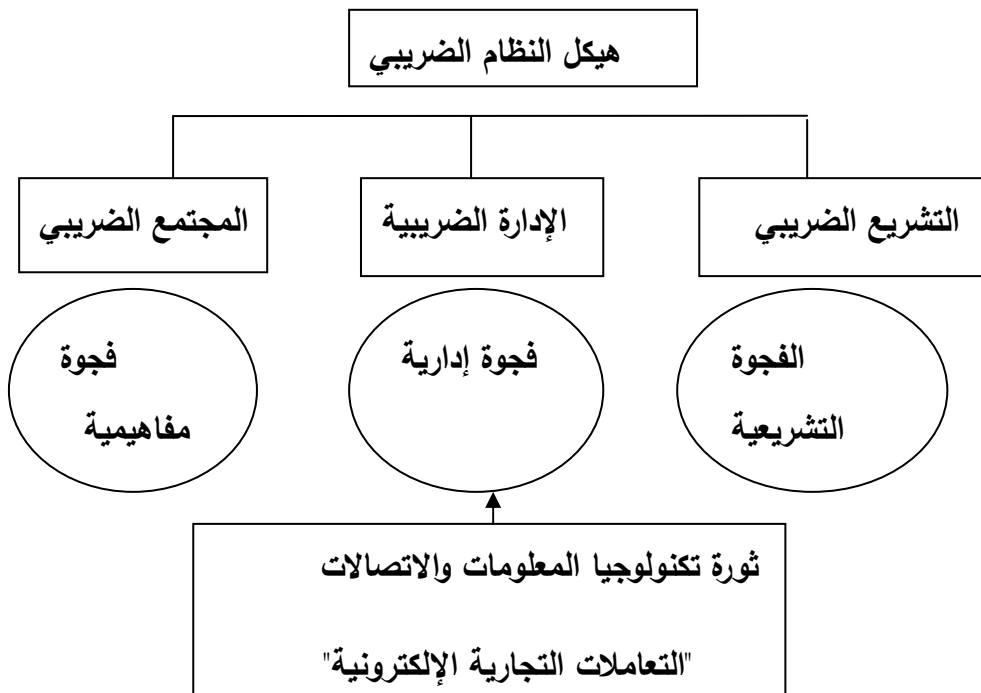 هيكل النظام الضريبي
التشريع الضريبي
الإدارة الضريبية
المجتمع الضريبي
الفجوة
التشريعية
فجوة إدارية
فجوة
مفاهيمية
ثورة تكنولوجيا المعلومات والاتصالات
"التعاملات التجارية الإلكترونية"